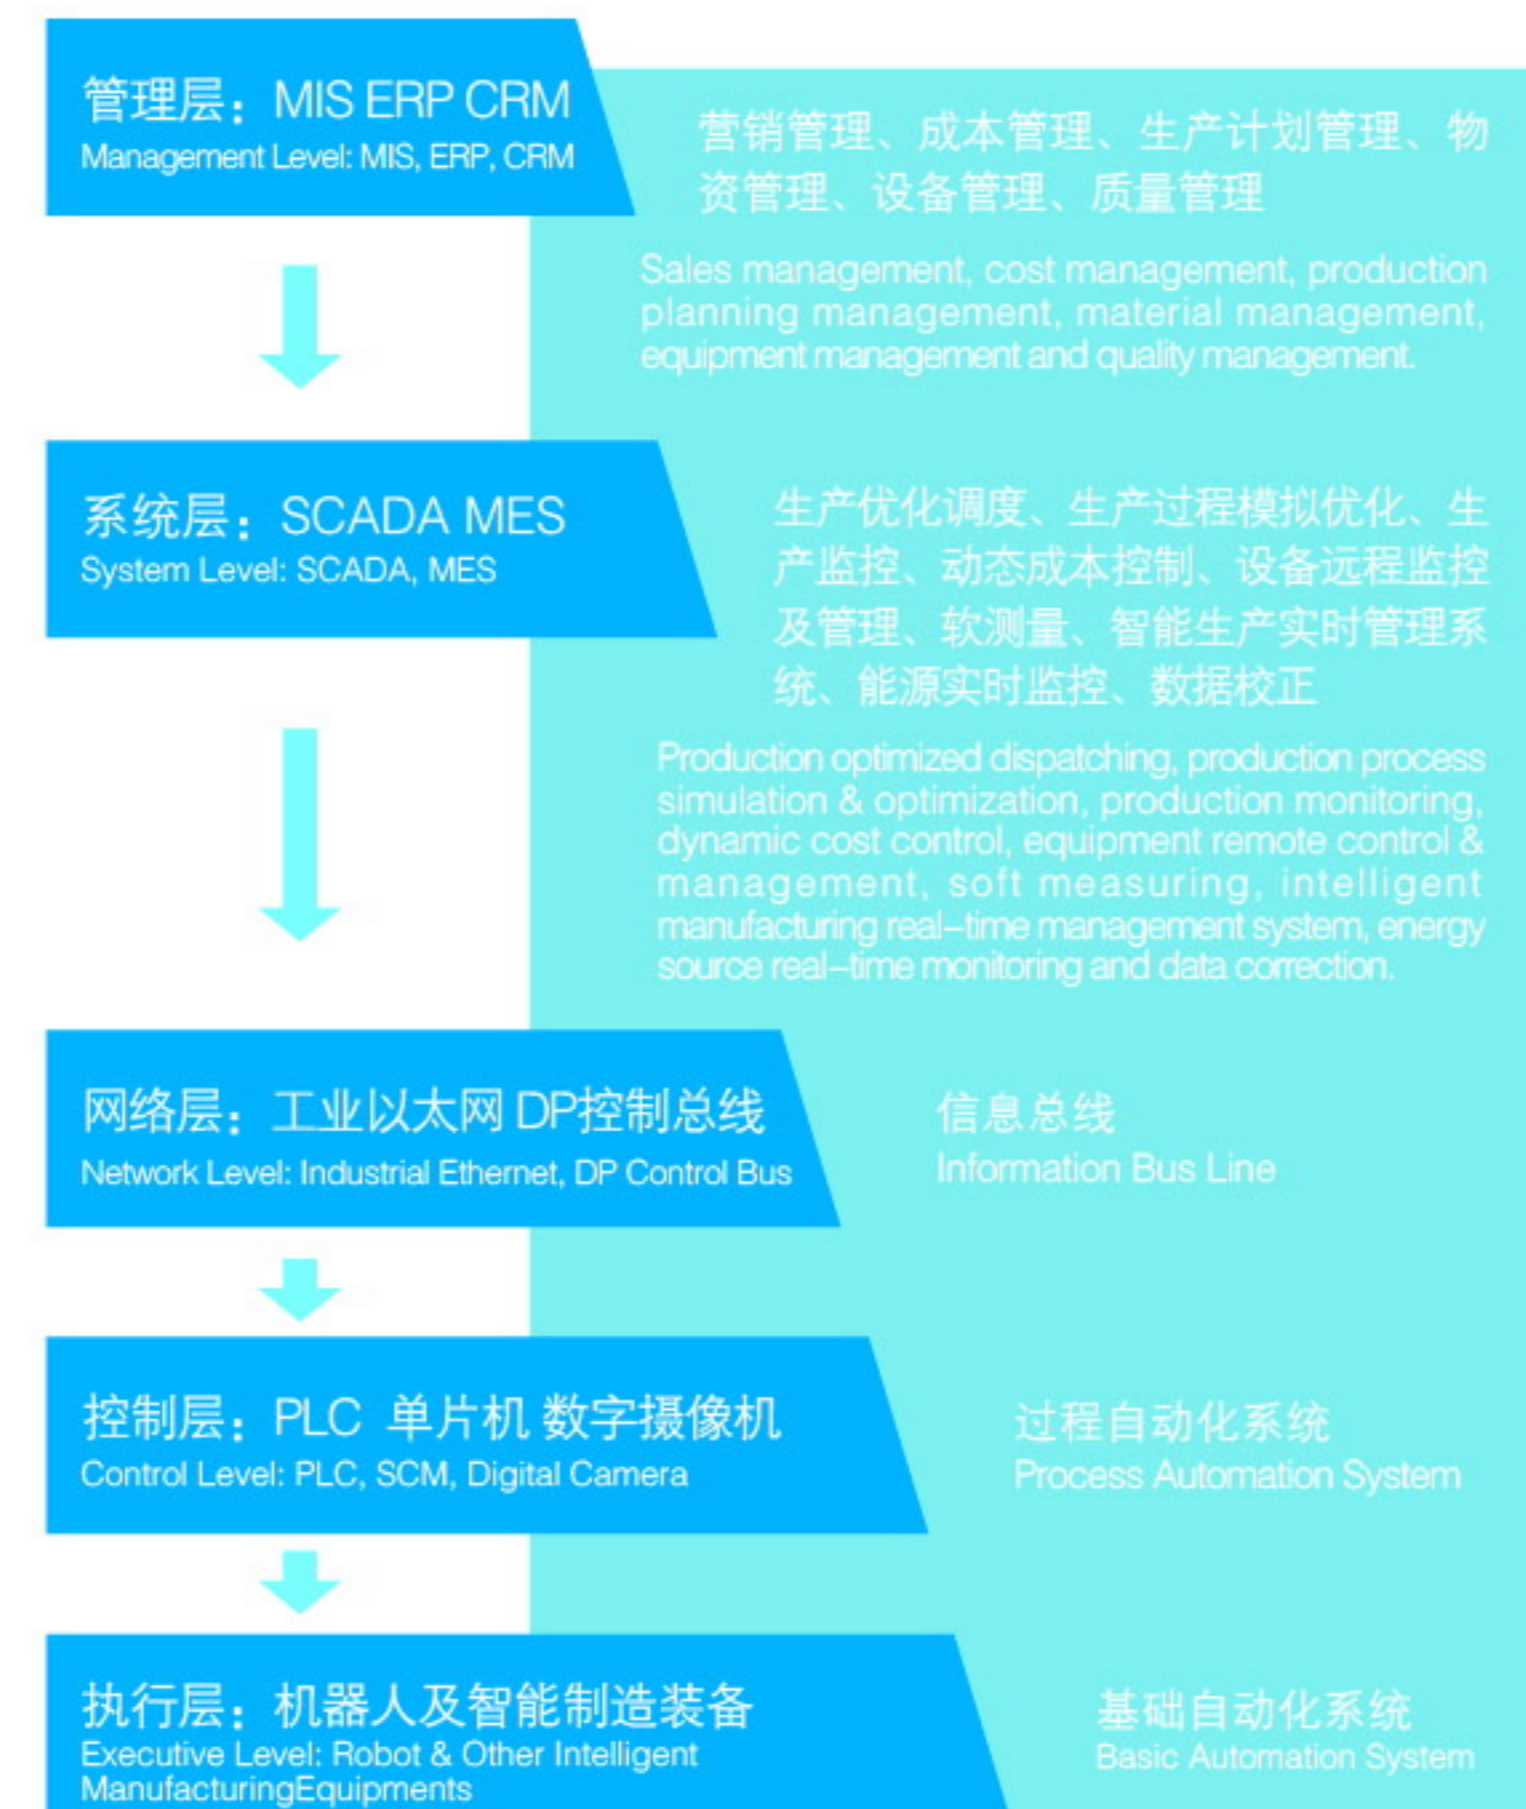 管理层：MIS ERP CRM
Management Level: MIS, ERP, CRM
营销管理、成本管理、生产计划管理、物
资管理、设备管理、质量管理
Sales management, cost management, production
planning management, material management,
equipment management and quality management.
系统层：SCADA MES
System Level: SCADA, MES
生产优化调度、生产过程模拟优化、生
产监控、动态成本控制、设备远程监控
及管理、软测量、智能生产实时管理系
统、能源实时监控、数据校正
Production optimized dispatching, production process
simulation & optimization, production monitoring,
dynamic cost control, equipment remote control &
management, soft measuring, intelligent
manufacturing real–time management system, energy
source real–time monitoring and data correction.
网络层：工业以太网 DP控制总线
Network Level: Industrial Ethernet, DP Control Bus
信息总线
Information Bus Line
控制层：PLC 单片机 数字摄像机
Control Level: PLC, SCM, Digital Camera
过程自动化系统
Process Automation System
执行层：机器人及智能制造装备
Executive Level: Robot & Other Intelligent
ManufacturingEquipments
基础自动化系统
Basic Automation System